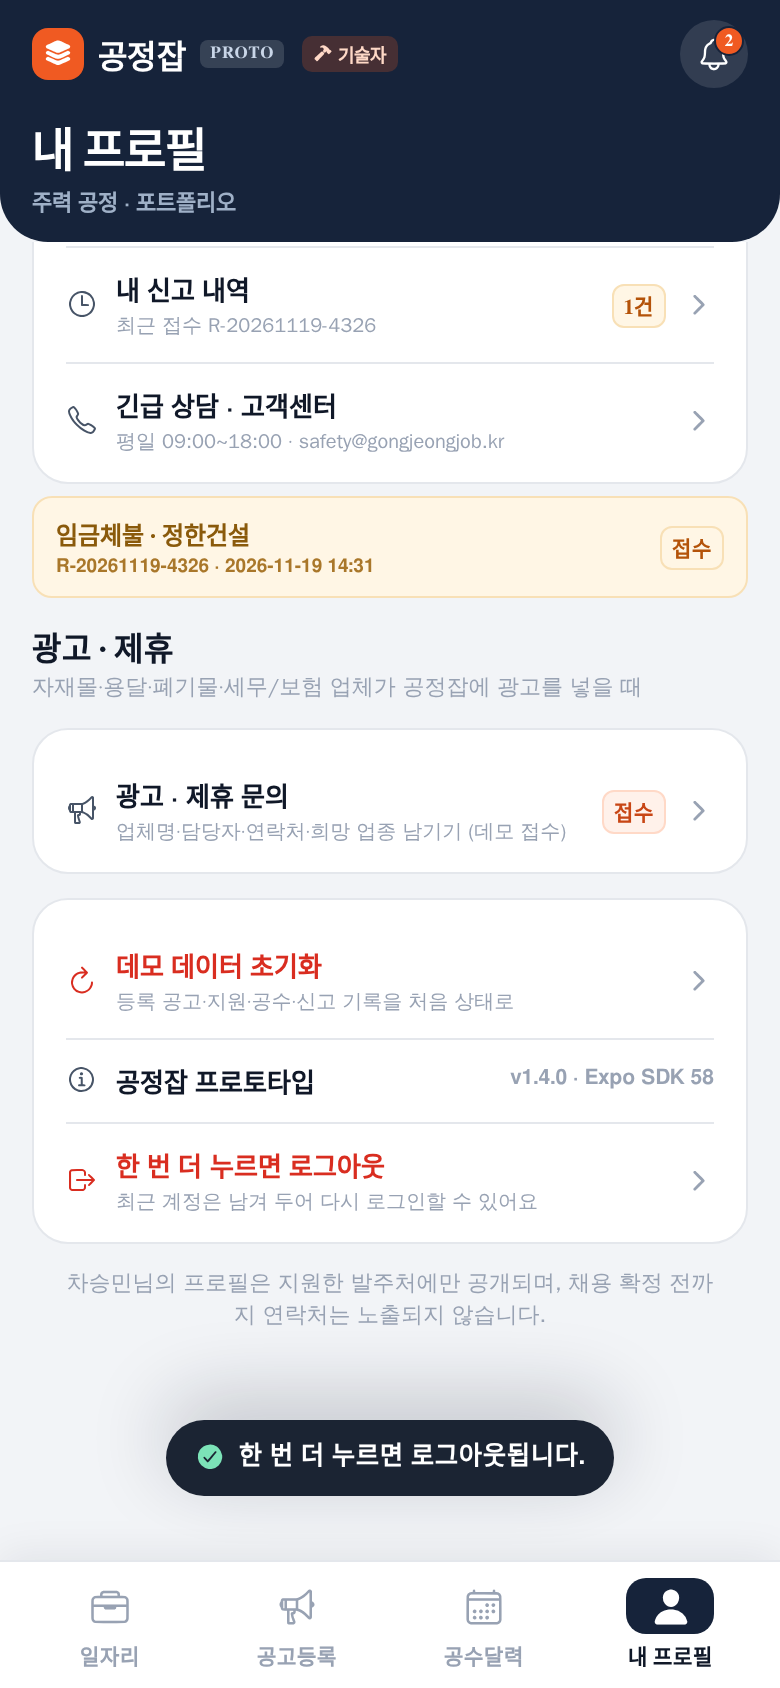 공정잡 PROTO 기술자
2
내 프로필
주력 공정 · 포트폴리오
내 신고 내역
최근 접수 R-20261119-4326
1건
긴급 상담 · 고객센터
평일 09:00~18:00 · safety@gongjeongjob.kr
임금체불 · 정한건설
R-20261119-4326 · 2026-11-19 14:31
접수
광고 · 제휴
자재몰·용달·폐기물·세무/보험 업체가 공정잡에 광고를 넣을 때
광고 · 제휴 문의
업체명·담당자·연락처·희망 업종 남기기 (데모 접수)
접수
데모 데이터 초기화
등록 공고·지원·공수·신고 기록을 처음 상태로
공정잡 프로토타입
v1.4.0 · Expo SDK 58
한 번 더 누르면 로그아웃
최근 계정은 남겨 두어 다시 로그인할 수 있어요
차승민님의 프로필은 지원한 발주처에만 공개되며, 채용 확정 전까
지 연락처는 노출되지 않습니다.
한 번 더 누르면 로그아웃됩니다.
일자리
공고등록
공수달력
내 프로필